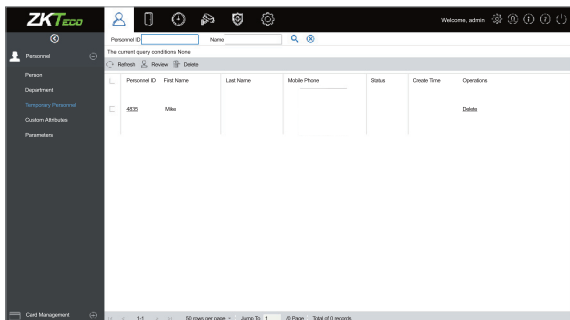 ZKTECO
Welcome, admin
Personnel
Person
Department
Temporary Personnel
Custom Attributes
Parameters
Card Management
Personnel ID Name
The current query conditions None
Refresh Review Delete
Personnel ID First Name Last Name Mobile Phone Status Create Time Operations
4835 Mike Delete
1-1 50 rows per page Jump To 1 /0 Page Total of 0 records